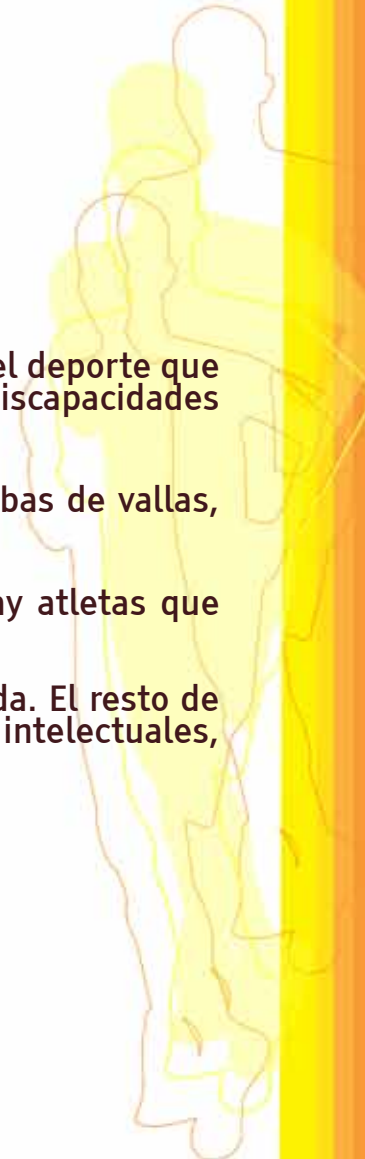 el deporte que
iscapacidades
bas de vallas,
ay atletas que
da. El resto de
intelectuales,